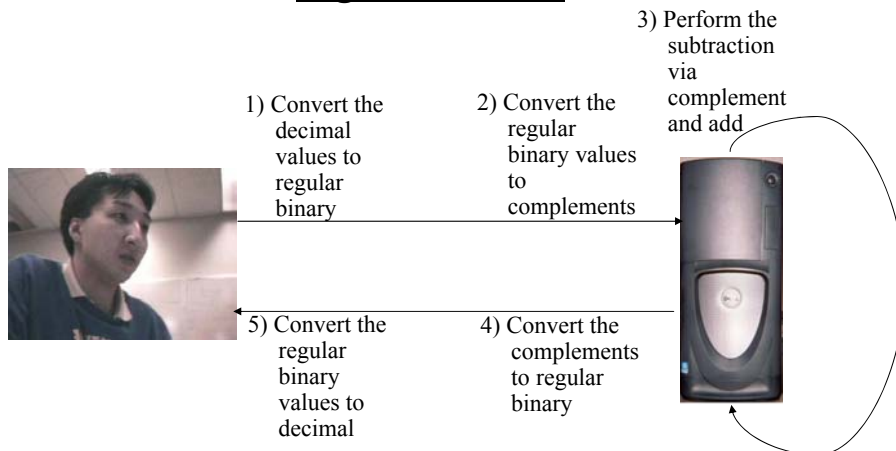 1) Convert the
decimal
values to
regular
binary
2) Convert the
regular
binary values
to
complements
3) Perform the
subtraction
via
complement
and add
4) Convert the
complements
to regular
binary
5) Convert the
regular
binary
values to
decimal